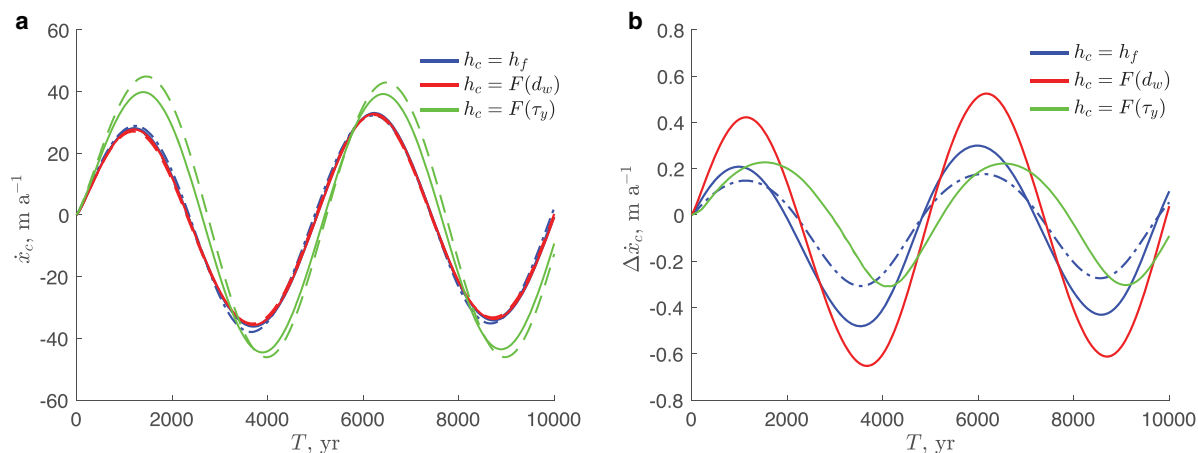 a
60
40
20
0
-20
-40
-60
ẋ_c, m a⁻¹
0 2000 4000 6000 8000 10000
T, yr
h_c = h_f
h_c = F(d_w)
h_c = F(τ_y)
b
0.8
0.6
0.4
0.2
0
-0.2
-0.4
-0.6
-0.8
Δẋ_c, m a⁻¹
0 2000 4000 6000 8000 10000
T, yr
h_c = h_f
h_c = F(d_w)
h_c = F(τ_y)